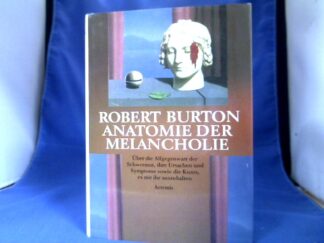 ROBERT BURTON
ANATOMIE DER
MELANCHOLIE
Über die Allgegenwart der
Schwermut, ihre Ursachen und
Symptome sowie die Kunst,
es mit ihr auszuhalten
Artemis